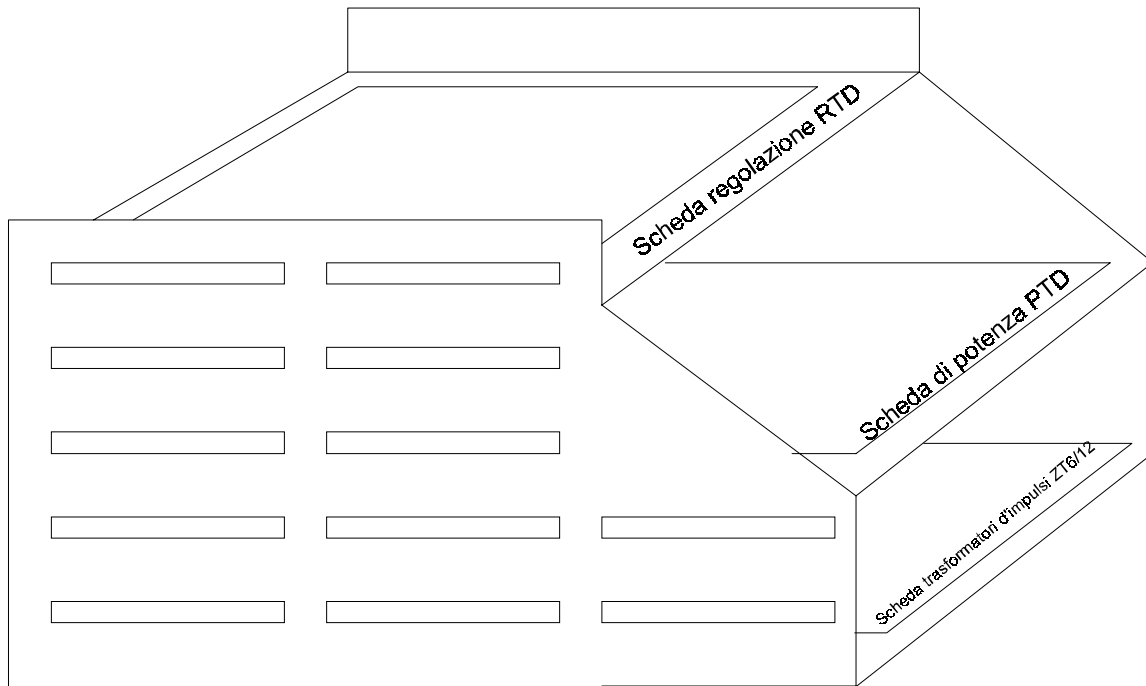 Scheda regolazione RTD
Scheda di potenza PTD
Scheda trasformatori d'impulsi ZT6/12